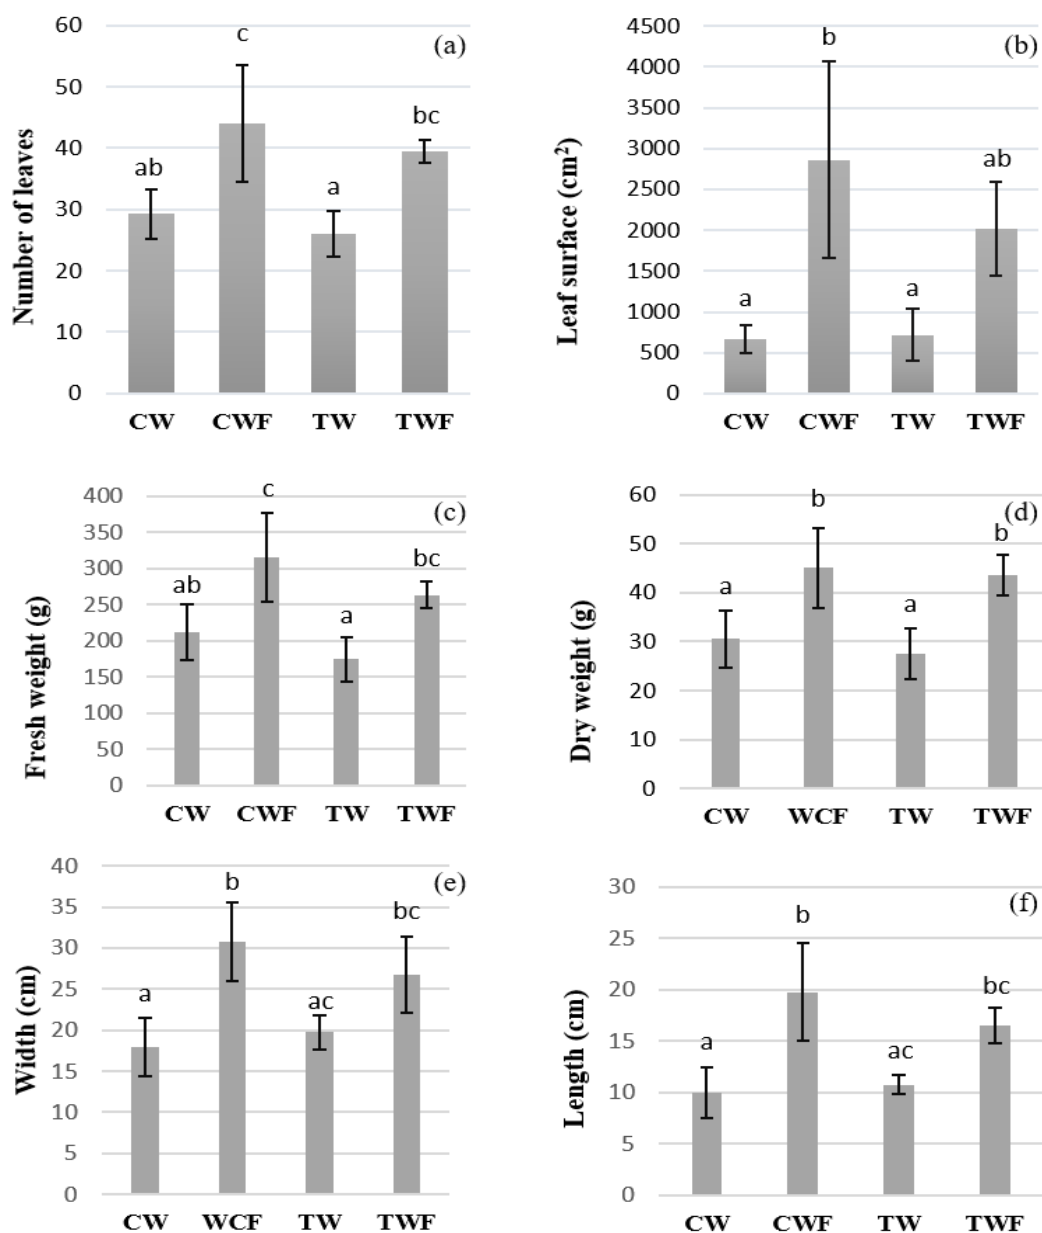 60
50
40
30
20
10
0
Number of leaves
(a)
ab
c
a
bc
CW CWF TW TWF
4500
4000
3500
3000
2500
2000
1500
1000
500
0
Leaf surface (cm²)
(b)
a
b
a
ab
CW CWF TW TWF
400
350
300
250
200
150
100
50
0
Fresh weight (g)
(c)
ab
c
a
bc
CW CWF TW TWF
60
50
40
30
20
10
0
Dry weight (g)
(d)
a
b
a
b
CW WCF TW TWF
40
35
30
25
20
15
10
5
0
Width (cm)
(e)
a
b
ac
bc
CW WCF TW TWF
30
25
20
15
10
5
0
Length (cm)
(f)
a
b
ac
bc
CW CWF TW TWF